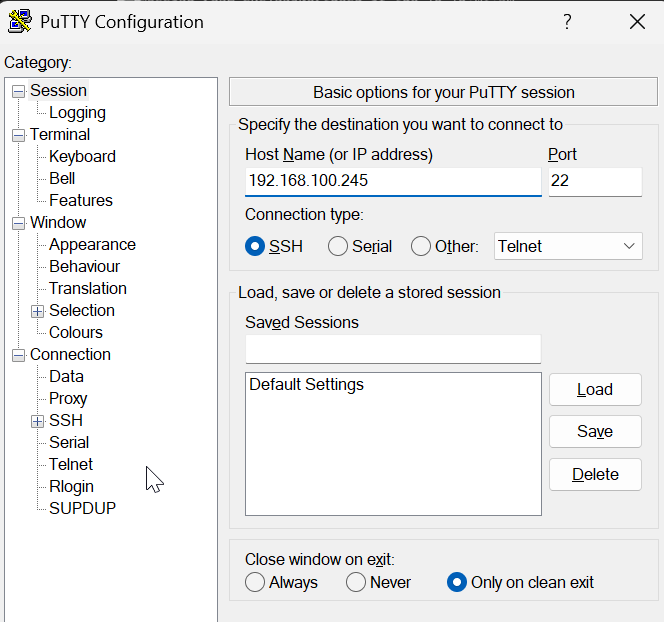 PuTTY Configuration
?
Category:
Session
Logging
Terminal
Keyboard
Bell
Features
Window
Appearance
Behaviour
Translation
Selection
Colours
Connection
Data
Proxy
SSH
Serial
Telnet
Rlogin
SUPDUP
Basic options for your PuTTY session
Specify the destination you want to connect to
Host Name (or IP address) Port
192.168.100.245 22
Connection type:
SSH Serial Other: Telnet
Load, save or delete a stored session
Saved Sessions
Default Settings
Load
Save
Delete
Close window on exit:
Always Never Only on clean exit